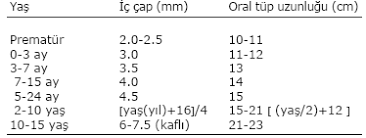 Yaş İç çap (mm) Oral tüp uzunluğu (cm)
Prematür 2.0-2.5 10-11
0-3 ay 3.0 11-12
3-7 ay 3.5 13
7-15 ay 4.0 14
5-24 ay 4.5 15
2-10 yaş [yaş(yıl)+16]/4 15-21 [ (yaş/2)+12 ]
10-15 yaş 6-7.5 (kaflı) 21-23